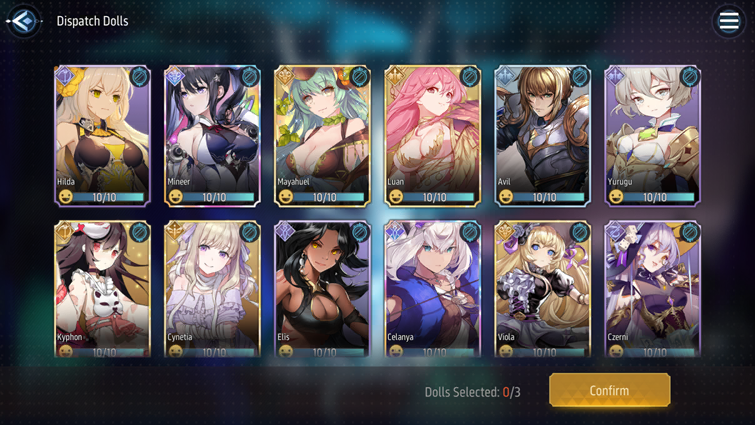 Dispatch Dolls
Hilda
10/10
Mineer
10/10
Mayahuel
10/10
Luan
10/10
Avil
10/10
Yurugu
10/10
Kyphon
10/10
Cynetia
10/10
Elis
10/10
Celanya
10/10
Viola
10/10
Czerni
10/10
Dolls Selected: 0/3
Confirm